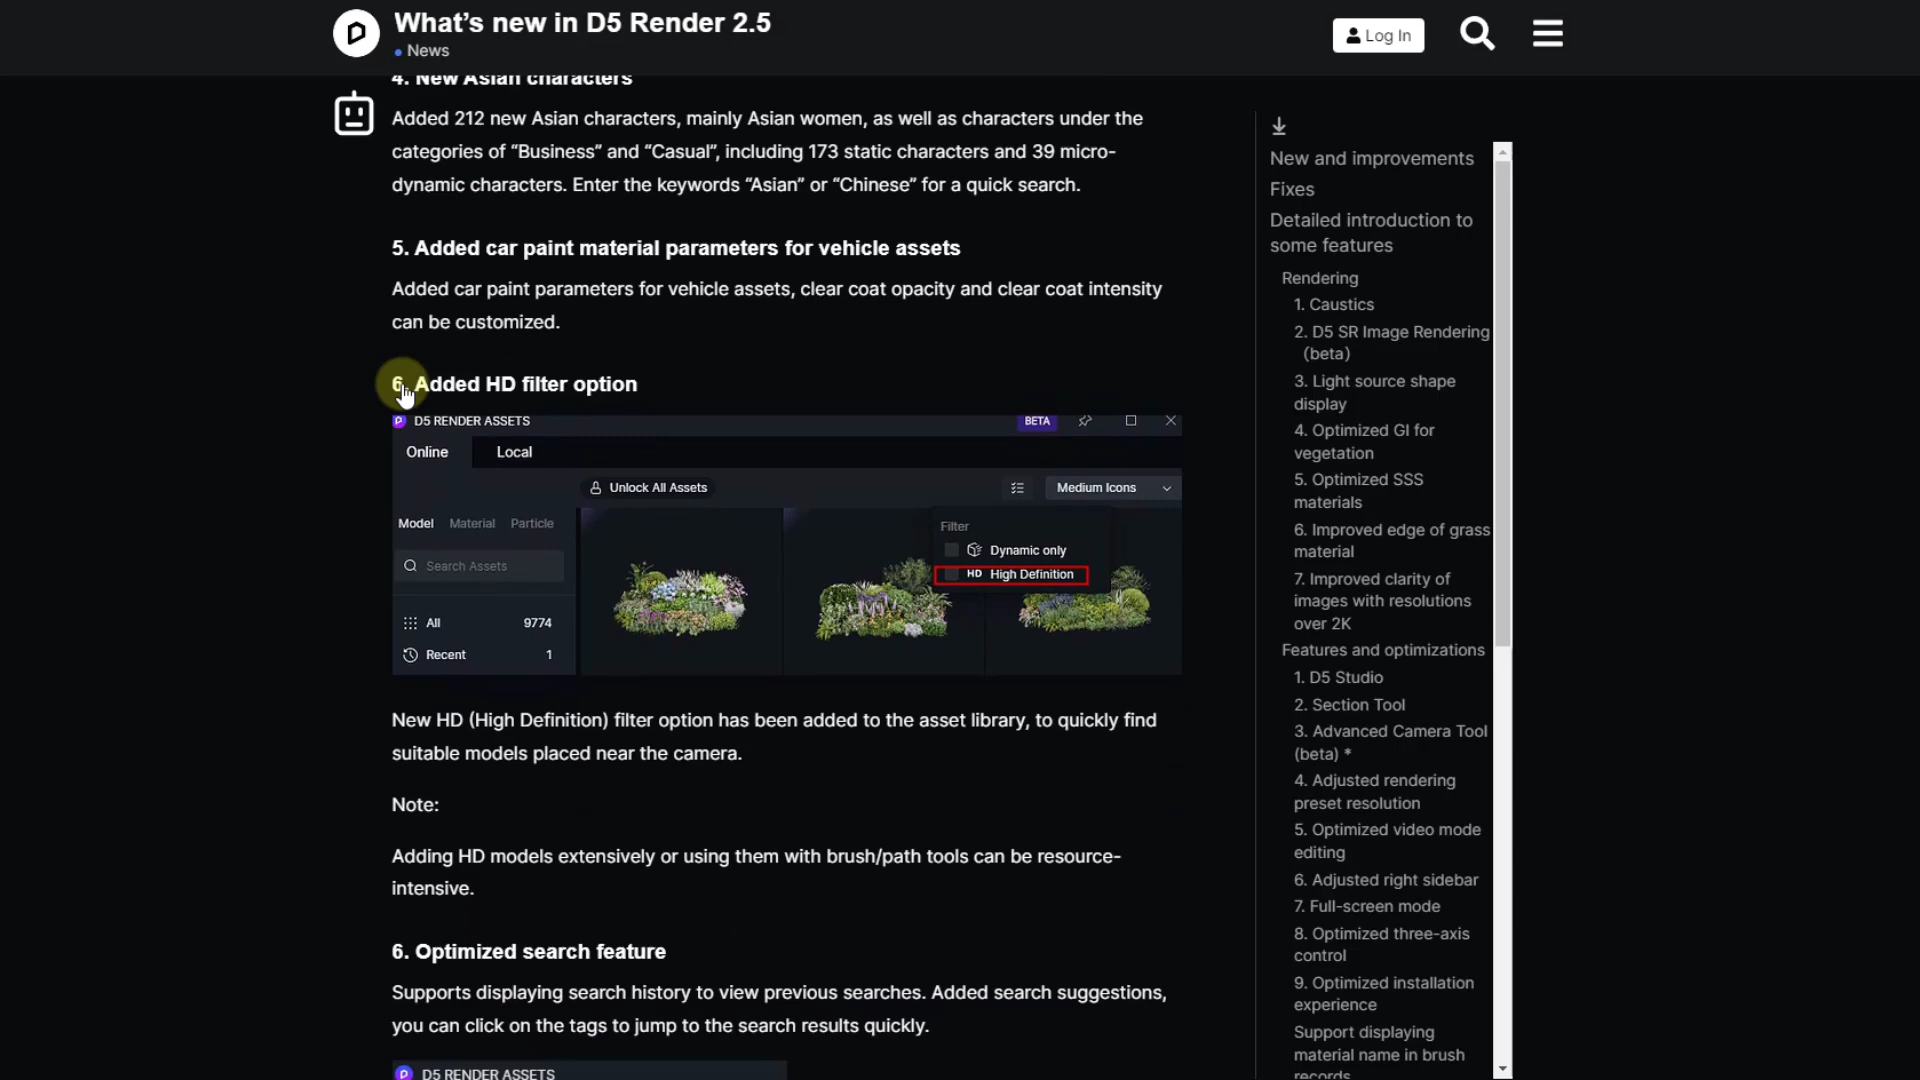 What's new in D5 Render 2.5
News
Log In
4. New Asian characters
Added 212 new Asian characters, mainly Asian women, as well as characters under the
categories of “Business” and “Casual”, including 173 static characters and 39 micro-
dynamic characters. Enter the keywords “Asian” or “Chinese” for a quick search.
5. Added car paint material parameters for vehicle assets
Added car paint parameters for vehicle assets, clear coat opacity and clear coat intensity
can be customized.
6. Added HD filter option
D5 RENDER ASSETS
BETA
Online
Local
Unlock All Assets
Medium Icons
Model
Material
Particle
Search Assets
All
9774
Recent
1
Filter
Dynamic only
HD High Definition
New HD (High Definition) filter option has been added to the asset library, to quickly find
suitable models placed near the camera.
Note:
Adding HD models extensively or using them with brush/path tools can be resource-
intensive.
6. Optimized search feature
Supports displaying search history to view previous searches. Added search suggestions,
you can click on the tags to jump to the search results quickly.
D5 RENDER ASSETS
New and improvements
Fixes
Detailed introduction to
some features
Rendering
1. Caustics
2. D5 SR Image Rendering
(beta)
3. Light source shape
display
4. Optimized GI for
vegetation
5. Optimized SSS
materials
6. Improved edge of grass
material
7. Improved clarity of
images with resolutions
over 2K
Features and optimizations
1. D5 Studio
2. Section Tool
3. Advanced Camera Tool
(beta) *
4. Adjusted rendering
preset resolution
5. Optimized video mode
editing
6. Adjusted right sidebar
7. Full-screen mode
8. Optimized three-axis
control
9. Optimized installation
experience
Support displaying
material name in brush
records